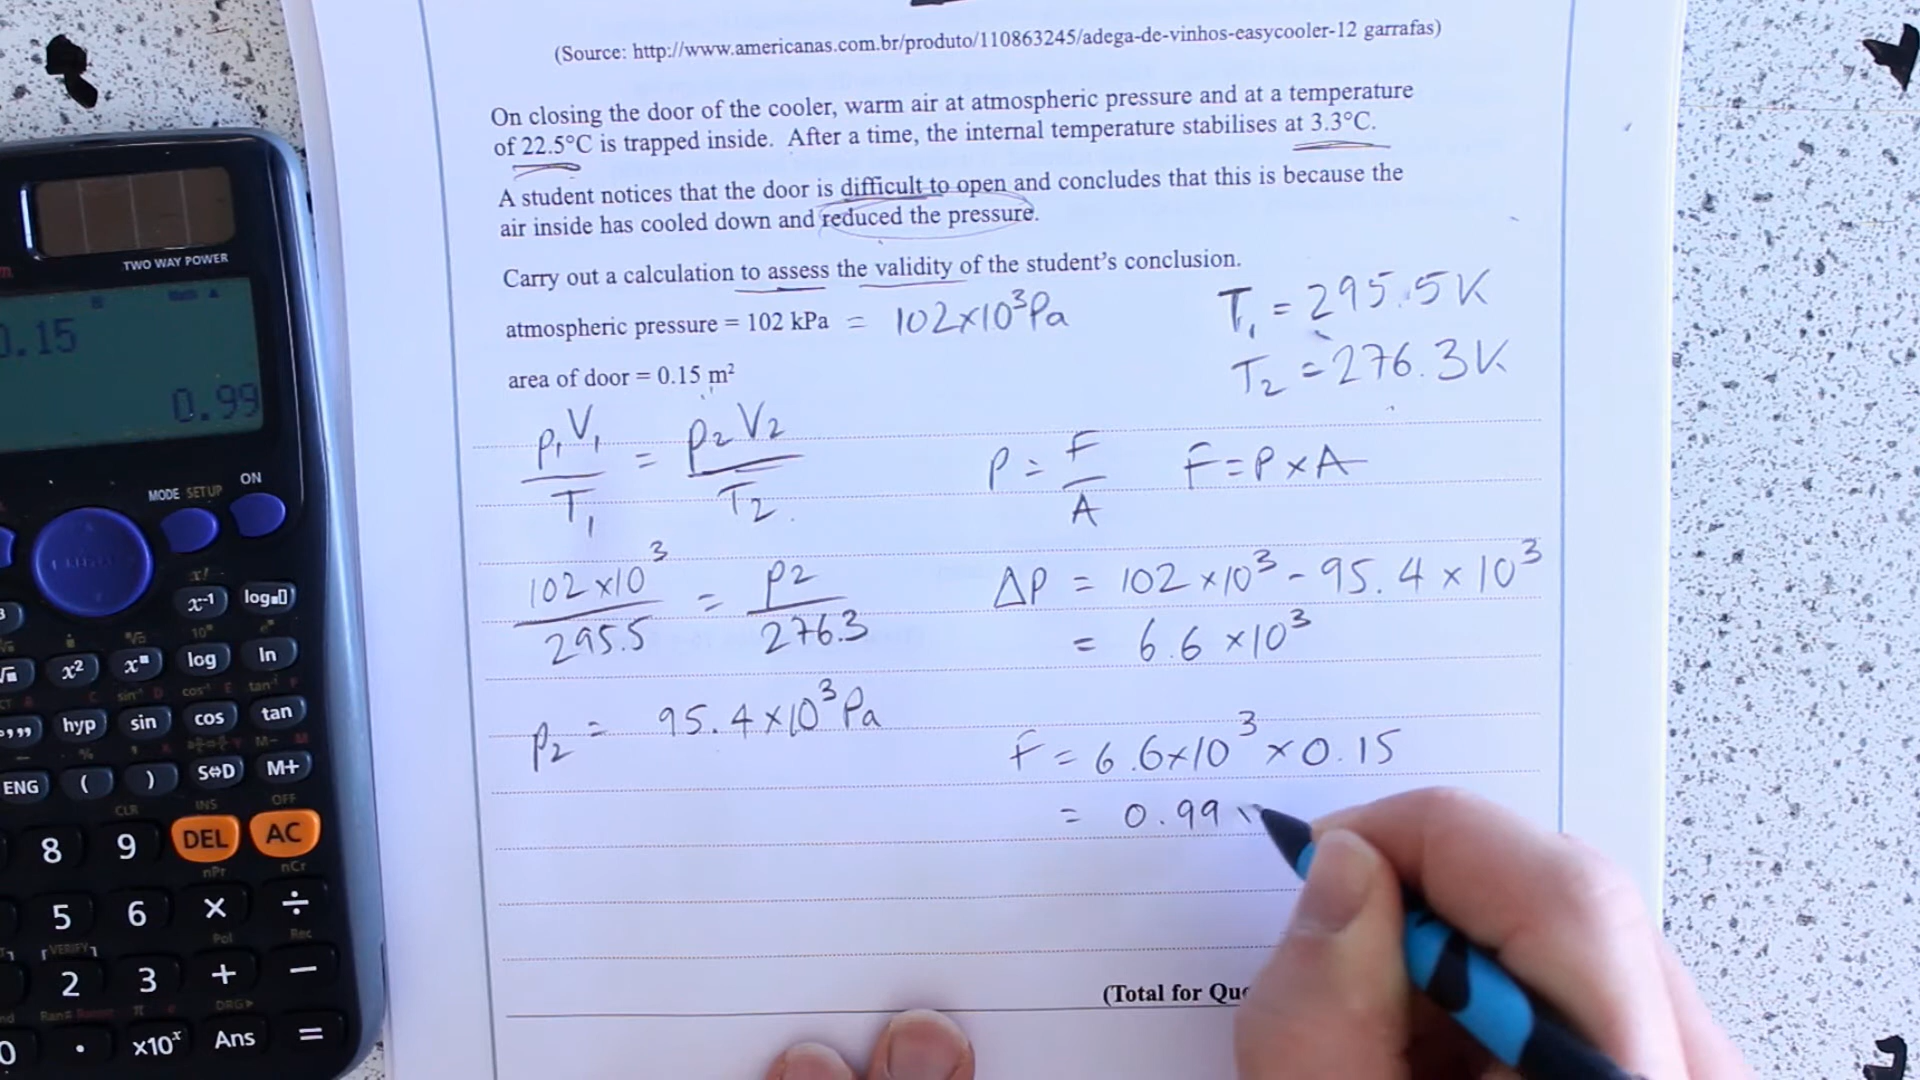 (Source: http://www.americanas.com.br/produto/110863245/adega-de-vinhos-easycooler-12 garrafas)
On closing the door of the cooler, warm air at atmospheric pressure and at a temperature
of 22.5°C is trapped inside. After a time, the internal temperature stabilises at 3.3°C.
A student notices that the door is difficult to open and concludes that this is because the
air inside has cooled down and reduced the pressure.
Carry out a calculation to assess the validity of the student's conclusion.
atmospheric pressure = 102 kPa = 102×10³Pa
T₁ = 295.5K
area of door = 0.15 m²
T₂ = 276.3K
p₁V₁/T₁ = p₂V₂/T₂
P = F/A F = P × A
102×10³/295.5 = p₂/276.3
ΔP = 102×10³ - 95.4×10³
= 6.6×10³
p₂ = 95.4×10³Pa
F = 6.6×10³ × 0.15
= 0.99
(Total for
TWO WAY POWER
0.15
0.99
MODE SETUP ON
x! x⁻¹ log
x² log ln
hyp sin cos tan
ENG ( ) S⇔D M+
CLR INS OFF
8 9 DEL AC
nPr nCr
5 6 × ÷
Pol Rec
2 3 + −
0 . ×10ˣ Ans =